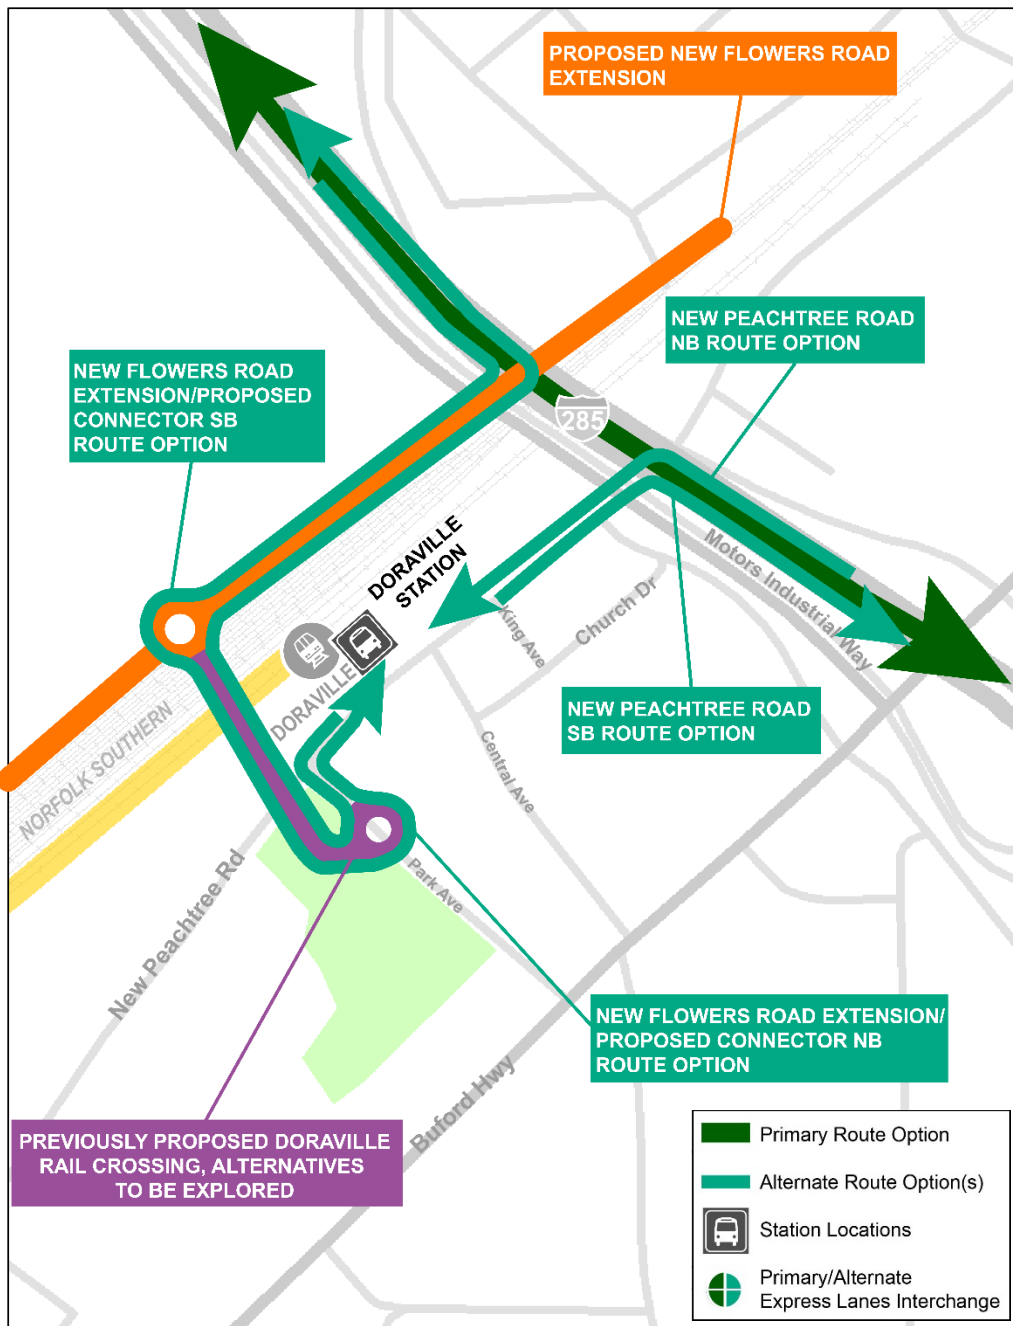 PROPOSED NEW FLOWERS ROAD
EXTENSION
NEW PEACHTREE ROAD
NB ROUTE OPTION
NEW FLOWERS ROAD
EXTENSION/PROPOSED
CONNECTOR SB
ROUTE OPTION
285
DORAVILLE
STATION
Motors Industrial Way
King Ave
Church Dr
DORAVILLE
NORFOLK SOUTHERN
NEW PEACHTREE ROAD
SB ROUTE OPTION
Central Ave
Park Ave
New Peachtree Rd
Buford Hwy
NEW FLOWERS ROAD EXTENSION/
PROPOSED CONNECTOR NB
ROUTE OPTION
PREVIOUSLY PROPOSED DORAVILLE
RAIL CROSSING, ALTERNATIVES
TO BE EXPLORED
Primary Route Option
Alternate Route Option(s)
Station Locations
Primary/Alternate
Express Lanes Interchange